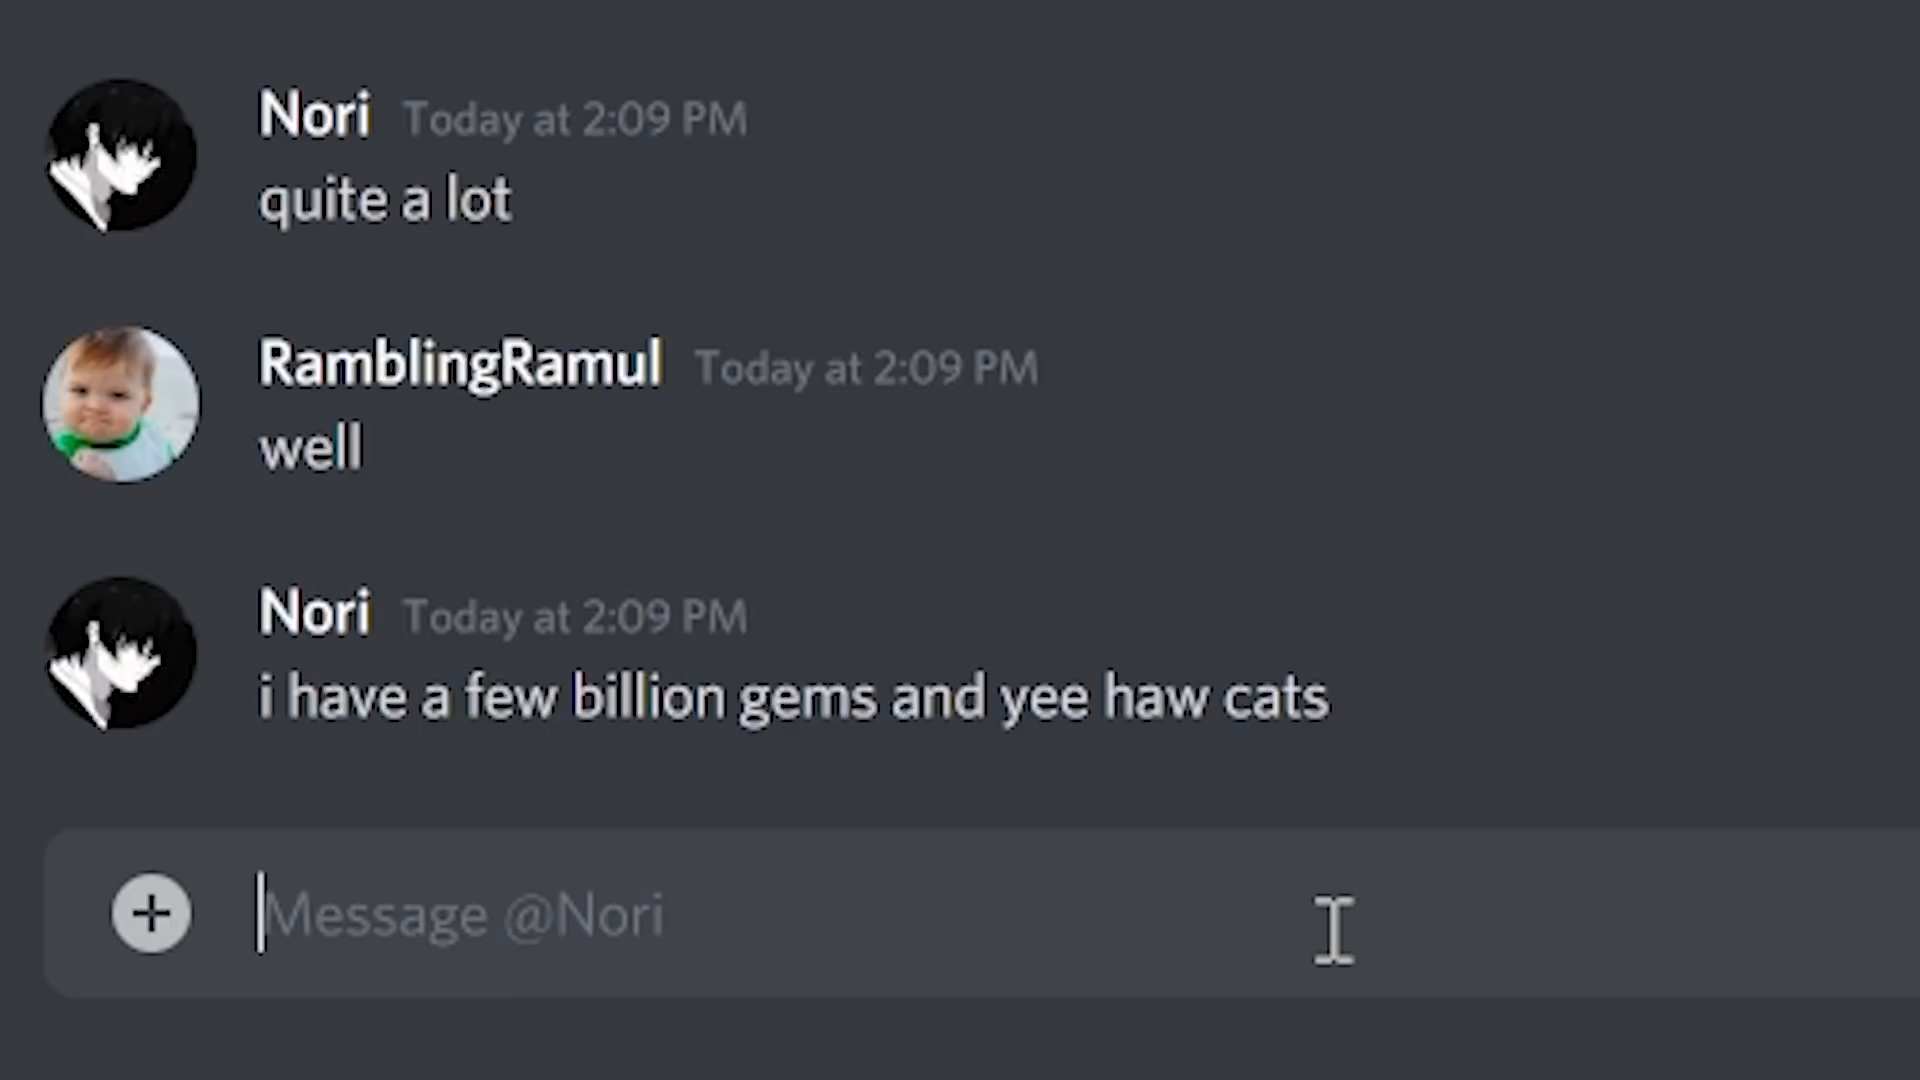 Nori Today at 2:09 PM
quite a lot
RamblingRamul Today at 2:09 PM
well
Nori Today at 2:09 PM
i have a few billion gems and yee haw cats
Message @Nori